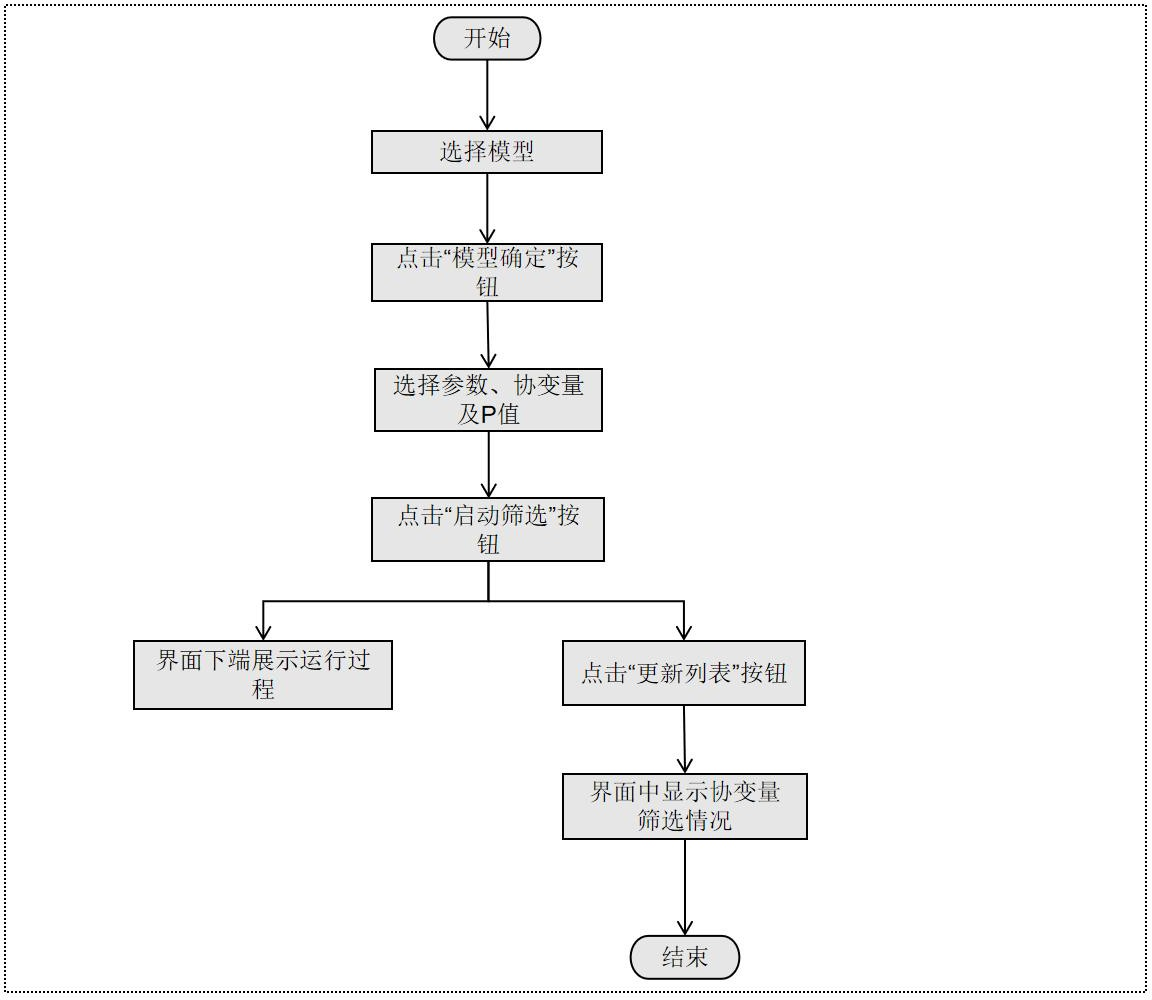 开始
选择模型
点击“模型确定”按
钮
选择参数、协变量
及P值
点击“启动筛选”按
钮
界面下端展示运行过
程
点击“更新列表”按钮
界面中显示协变量
筛选情况
结束